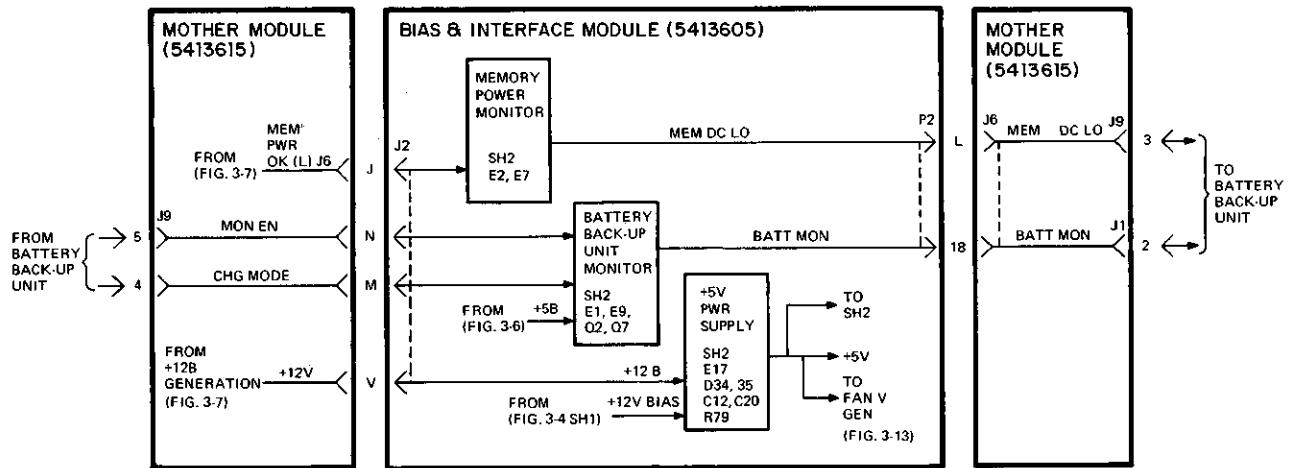 MOTHER MODULE
(5413615)
MEM
PWR
OK (L) J6
FROM
(FIG. 3-7)
J
J9
FROM
BATTERY
BACK-UP
UNIT
5
MON EN
N
4
CHG MODE
M
FROM
+12B
GENERATION
(FIG. 3-7)
+12V
V
BIAS & INTERFACE MODULE (5413605)
J2
MEMORY
POWER
MONITOR
SH2
E2, E7
MEM DC LO
P2
BATTERY
BACK-UP
UNIT
MONITOR
SH2
E1, E9,
Q2, Q7
BATT MON
FROM
(FIG. 3-6)
+5B
+5V
PWR
SUPPLY
SH2
E17
D34, 35
C12, C20
R79
+12 B
+12V BIAS
FROM
(FIG. 3-4 SH1)
TO
SH2
+5V
TO
FAN V
GEN
(FIG. 3-13)
L
18
MOTHER
MODULE
(5413615)
J6
MEM DC LO
J9
3
BATT MON
J1
2
TO
BATTERY
BACK-UP
UNIT